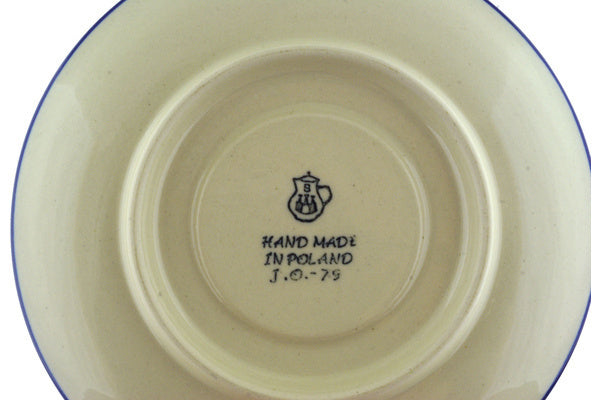 S
HAND MADE
IN POLAND
J.O.-79